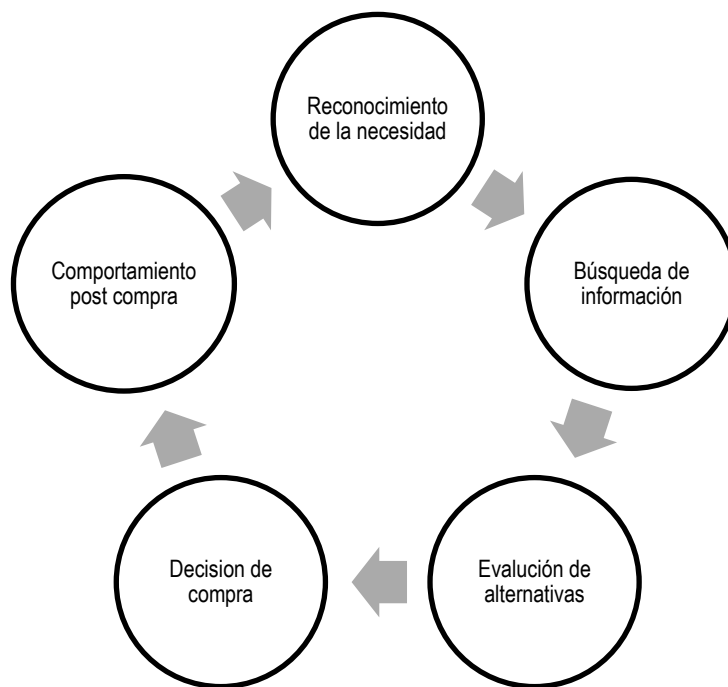 Reconocimiento
de la necesidad
Búsqueda de
información
Evalución de
alternativas
Decision de
compra
Comportamiento
post compra